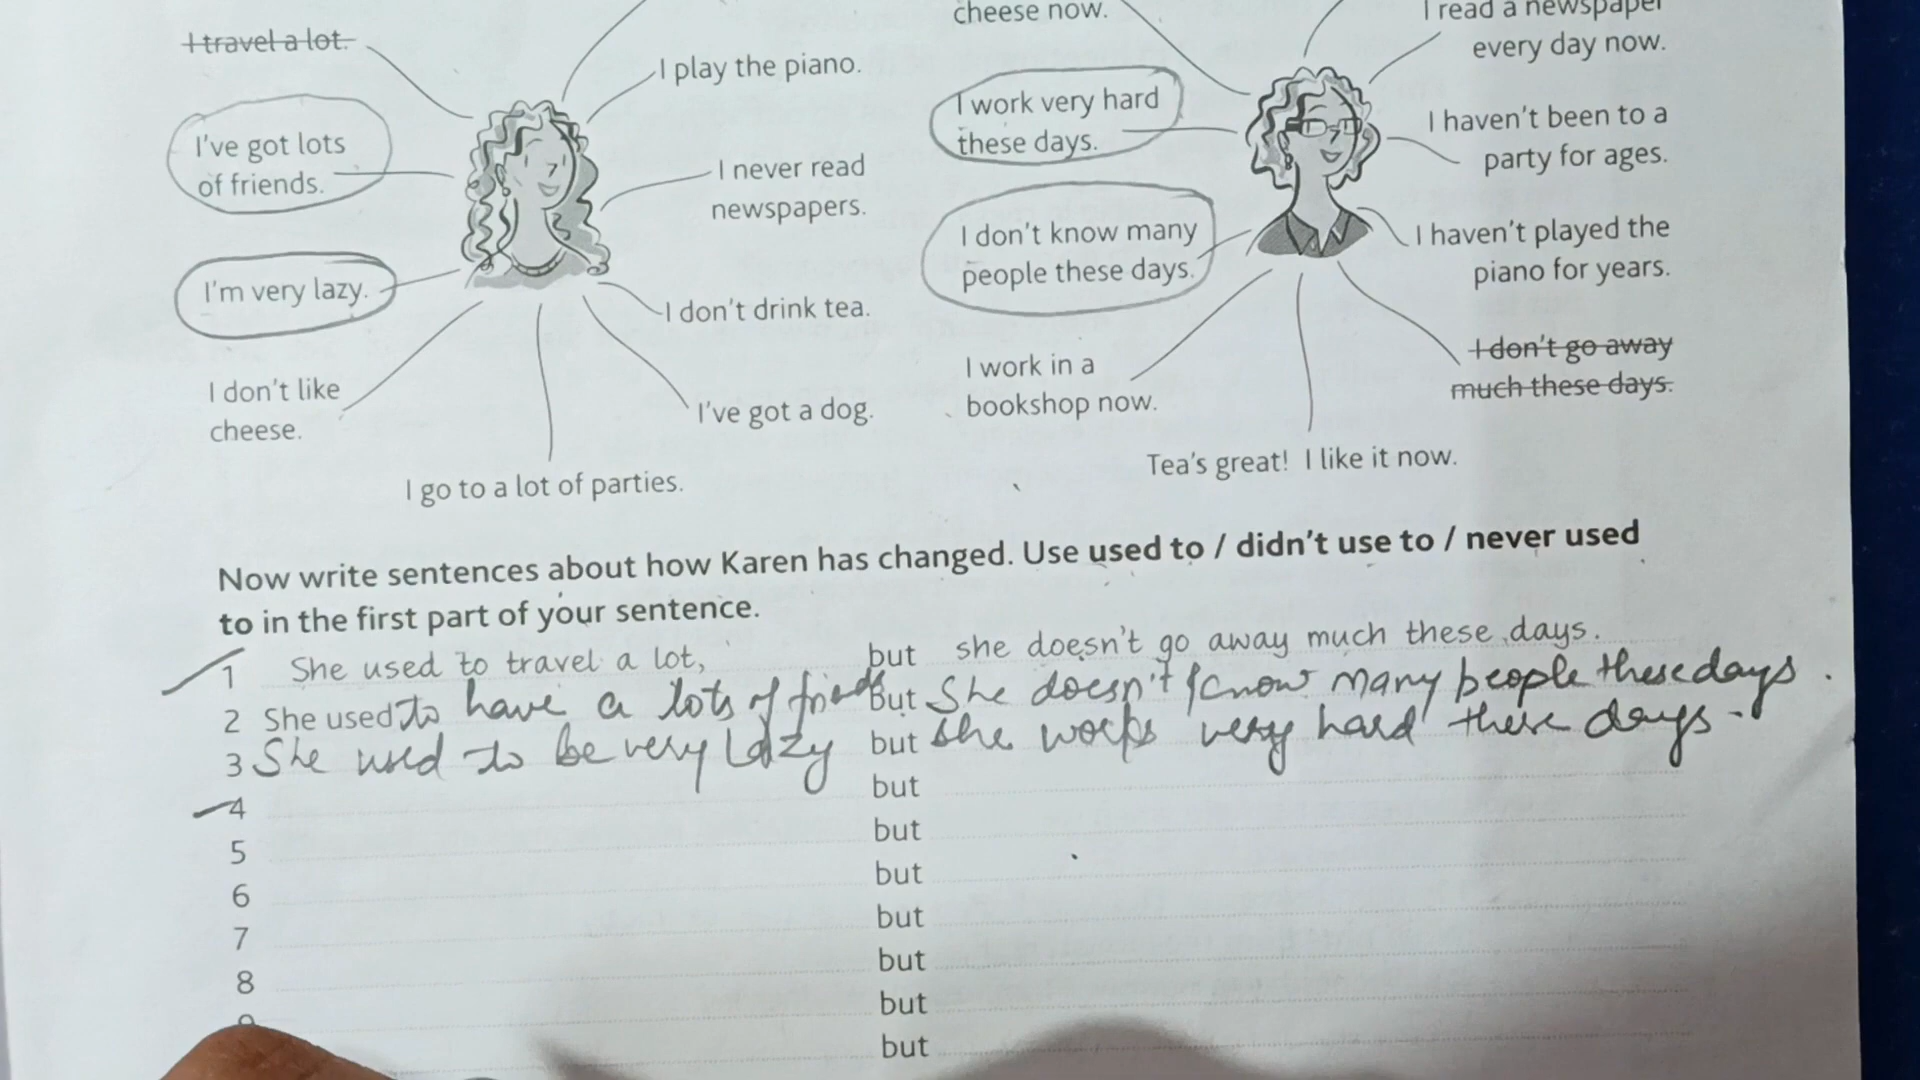 cheese now.
I read a newspaper
every day now.
I travel a lot.
I play the piano.
I've got lots
of friends.
I never read
newspapers.
I'm very lazy.
I don't drink tea.
I don't like
cheese.
I've got a dog.
I go to a lot of parties.
I work very hard
these days.
I haven't been to a
party for ages.
I don't know many
people these days.
I haven't played the
piano for years.
I work in a
bookshop now.
I don't go away
much these days.
Tea's great! I like it now.
Now write sentences about how Karen has changed. Use used to / didn't use to / never used
to in the first part of your sentence.
1 She used to travel a lot, but she doesn't go away much these days.
2 She used to have a lots of friends But She doesn't know many people these days.
3 She used to be very Lazy but She works very hard these days.
4 but
5 but
6 but
7 but
8 but
9 but
but